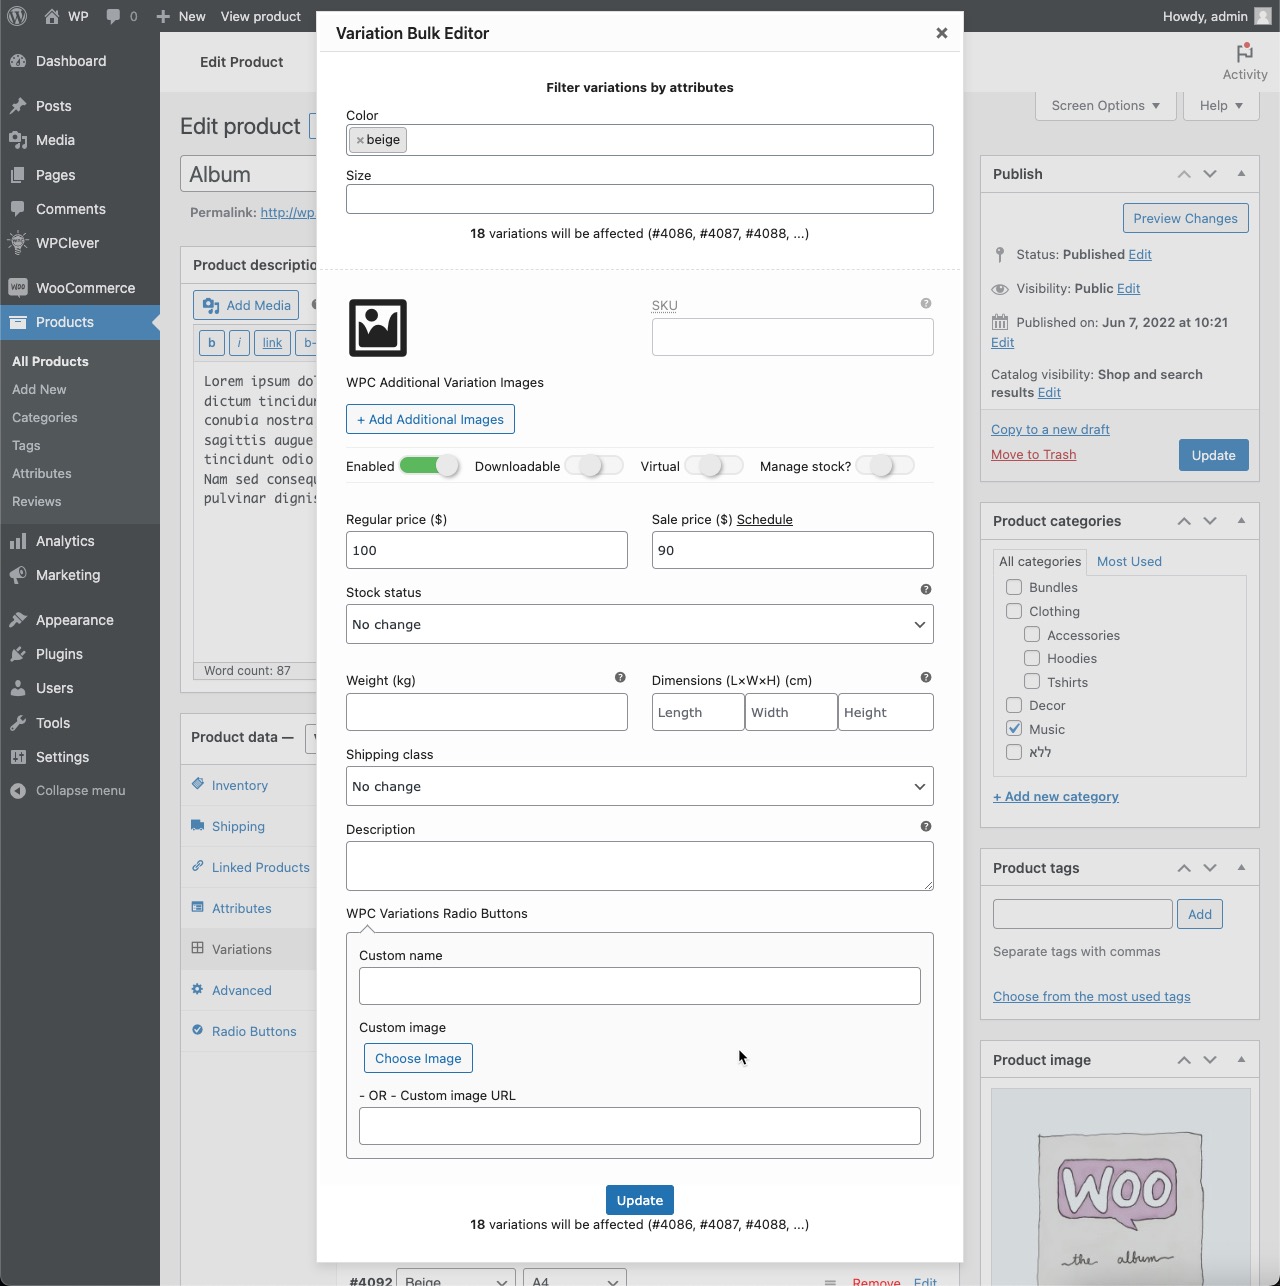 WP
0
New
View product
Howdy, admin
Dashboard
Posts
Media
Pages
Comments
WPClever
WooCommerce
Products
All Products
Add New
Categories
Tags
Attributes
Reviews
Analytics
Marketing
Appearance
Plugins
Users
Tools
Settings
Collapse menu
Edit Product
Activity
Screen Options
Help
Edit product
Album
Permalink: http://wp.
Product descriptio
Add Media
b
i
link
b-
Lorem ipsum do
dictum tincidu
conubia nostra
sagittis augue
tincidunt odio
Nam sed consequ
pulvinar dignis
Word count: 87
Product data —
Inventory
Shipping
Linked Products
Attributes
Variations
Advanced
Radio Buttons
Variation Bulk Editor
×
Filter variations by attributes
Color
×beige
Size
18 variations will be affected (#4086, #4087, #4088, ...)
SKU
WPC Additional Variation Images
+ Add Additional Images
Enabled
Downloadable
Virtual
Manage stock?
Regular price ($)
Sale price ($) Schedule
100
90
Stock status
No change
Weight (kg)
Dimensions (L×W×H) (cm)
Length
Width
Height
Shipping class
No change
Description
WPC Variations Radio Buttons
Custom name
Custom image
Choose Image
- OR - Custom image URL
Update
18 variations will be affected (#4086, #4087, #4088, ...)
#4092
Beige
A4
Remove
Edit
Publish
Preview Changes
Status: Published Edit
Visibility: Public Edit
Published on: Jun 7, 2022 at 10:21
Edit
Catalog visibility: Shop and search
results Edit
Copy to a new draft
Move to Trash
Update
Product categories
All categories
Most Used
Bundles
Clothing
Accessories
Hoodies
Tshirts
Decor
Music
ללא
+ Add new category
Product tags
Add
Separate tags with commas
Choose from the most used tags
Product image
WOO
the album